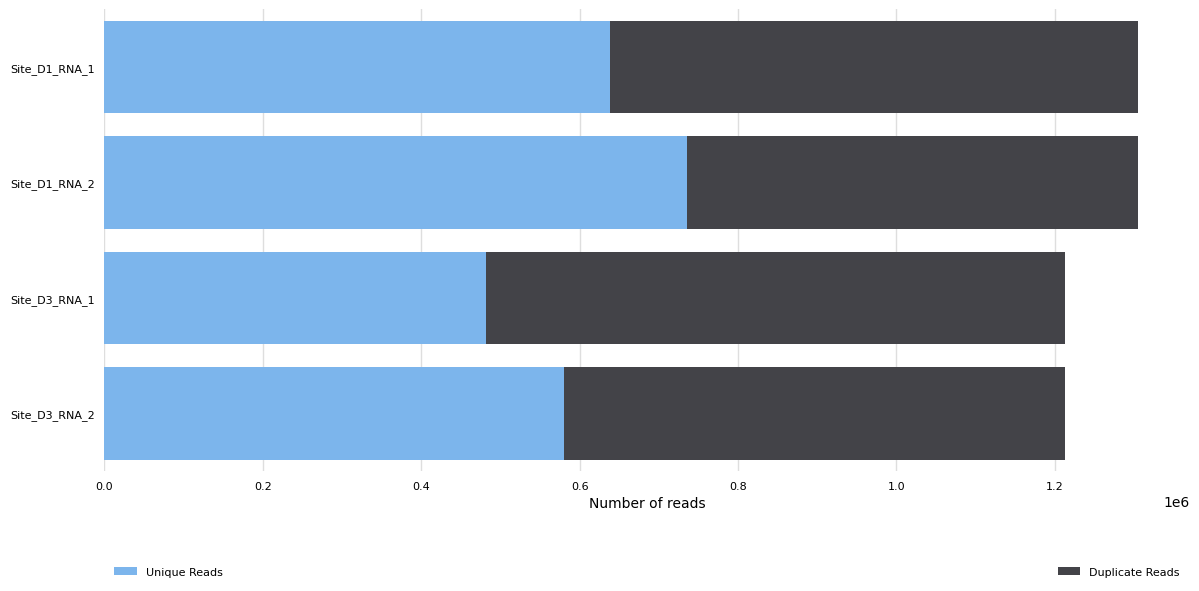 Site_D1_RNA_1
Site_D1_RNA_2
Site_D3_RNA_1
Site_D3_RNA_2
0.0 0.2 0.4 0.6 0.8 1.0 1.2
Number of reads 1e6
Unique Reads Duplicate Reads